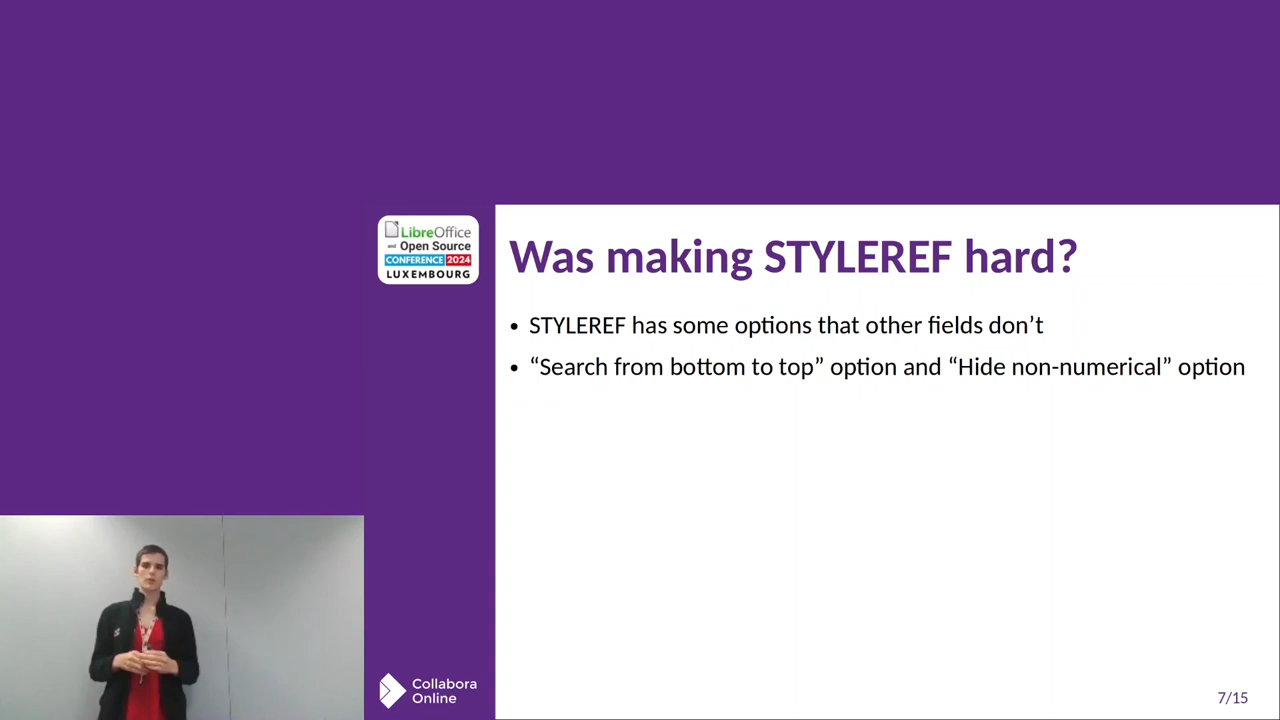 LibreOffice
and Open Source
CONFERENCE 2024
LUXEMBOURG
Was making STYLEREF hard?
• STYLEREF has some options that other fields don’t
• “Search from bottom to top” option and “Hide non-numerical” option
Collabora
Online
7/15